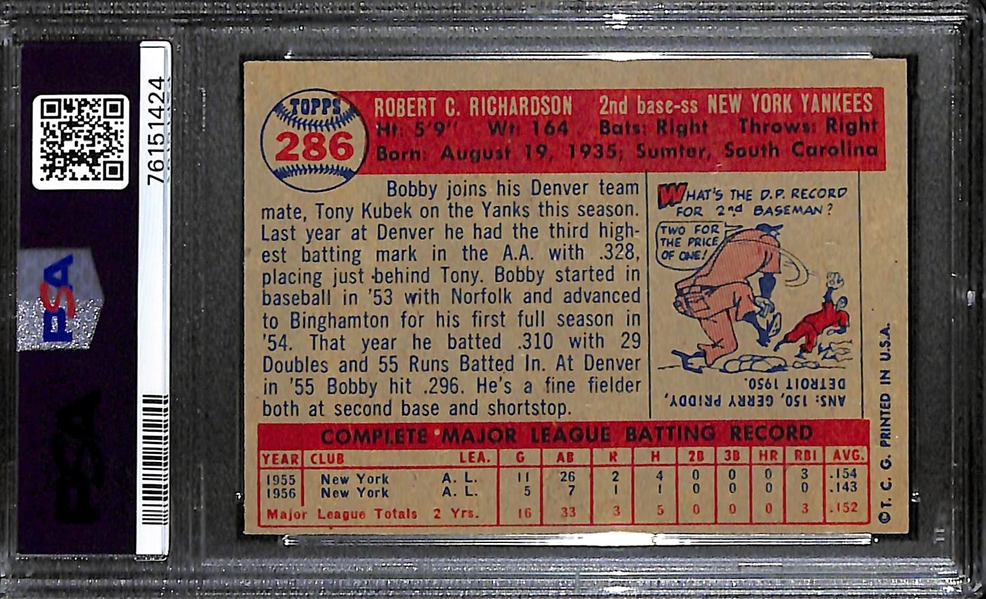 76151424
PSA
PSA
TOPPS
286
ROBERT C. RICHARDSON 2nd base-ss NEW YORK YANKEES
Ht: 5'9" Wt: 164 Bats: Right Throws: Right
Born: August 19, 1935; Sumter, South Carolina
Bobby joins his Denver team
mate, Tony Kubek on the Yanks this season.
Last year at Denver he had the third high-
est batting mark in the A.A. with .328,
placing just behind Tony. Bobby started in
baseball in '53 with Norfolk and advanced
to Binghamton for his first full season in
'54. That year he batted .310 with 29
Doubles and 55 Runs Batted In. At Denver
in '55 Bobby hit .296. He's a fine fielder
both at second base and shortstop.
WHAT'S THE D.P. RECORD
FOR 2nd BASEMAN?
TWO FOR
THE PRICE
OF ONE!
ANS: 150, GERRY PRIDDY,
DETROIT 1950.
COMPLETE MAJOR LEAGUE BATTING RECORD
YEAR CLUB LEA. G AB R H 2B 3B HR RBI AVG.
1955 New York A. L. 11 26 2 4 0 0 0 3 .154
1956 New York A. L. 5 7 1 1 0 0 0 0 .143
Major League Totals 2 Yrs. 16 33 3 5 0 0 0 3 .152
© T. C. G. PRINTED IN U.S.A.